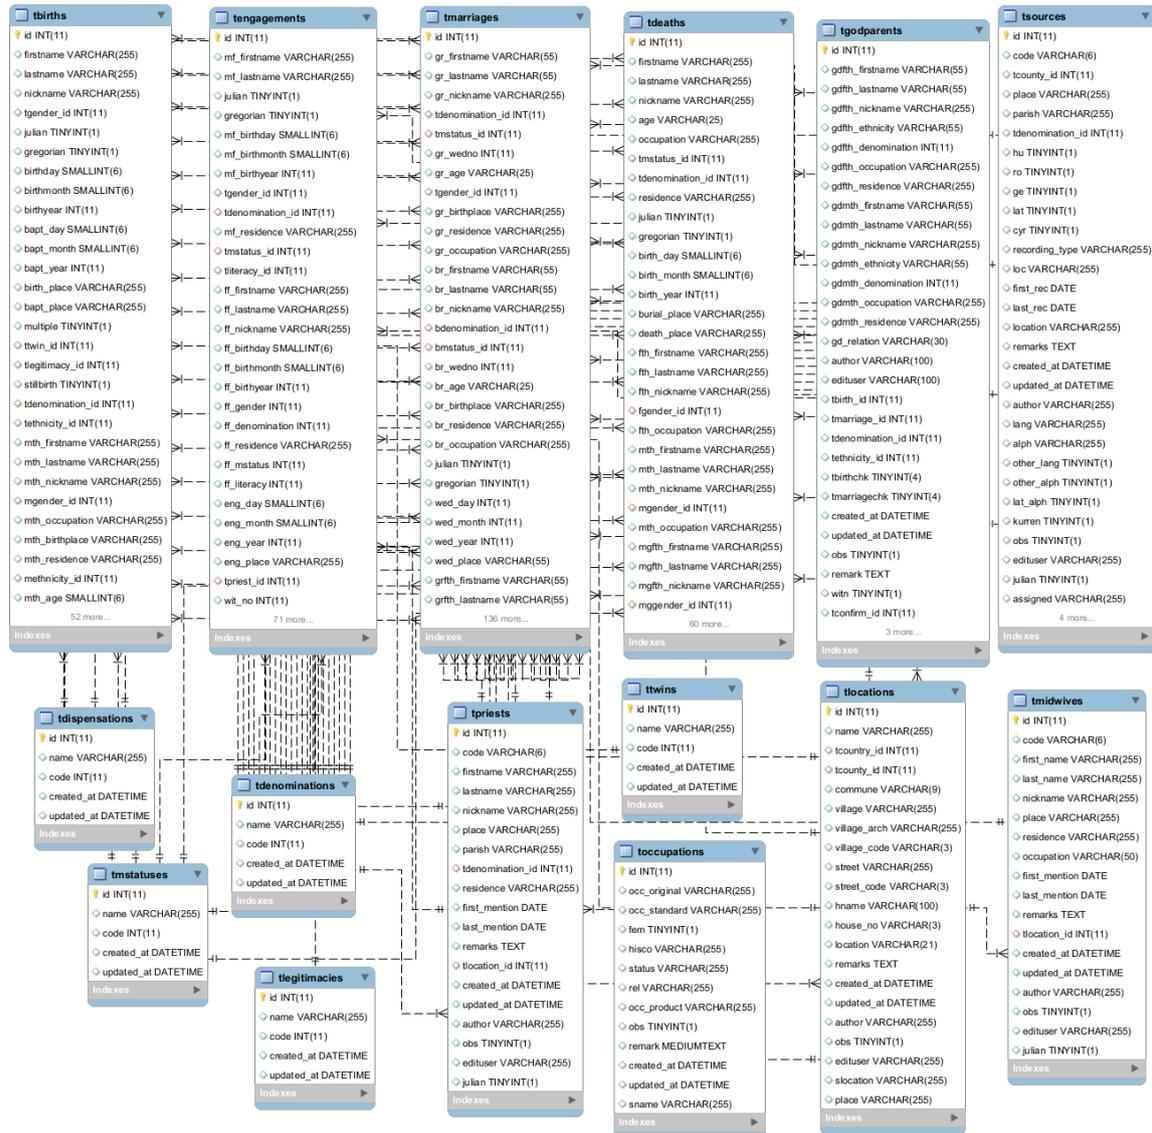 tbirths
id INT(11)
firstname VARCHAR(255)
lastname VARCHAR(255)
nickname VARCHAR(255)
tgender_id INT(11)
julian TINYINT(1)
gregorian TINYINT(1)
birthday SMALLINT(6)
birthmonth SMALLINT(6)
birthyear INT(11)
bapt_day SMALLINT(6)
bapt_month SMALLINT(6)
bapt_year INT(11)
birth_place VARCHAR(255)
bapt_place VARCHAR(255)
multiple TINYINT(1)
ttwin_id INT(11)
tlegitimacy_id INT(11)
stillbirth TINYINT(1)
tdenomination_id INT(11)
tethnicity_id INT(11)
mth_firstname VARCHAR(255)
mth_lastname VARCHAR(255)
mth_nickname VARCHAR(255)
mgender_id INT(11)
mth_occupation VARCHAR(255)
mth_birthplace VARCHAR(255)
mth_residence VARCHAR(255)
methnicity_id INT(11)
mth_age SMALLINT(6)
52 more...
Indexes
tengagements
id INT(11)
mf_firstname VARCHAR(255)
mf_lastname VARCHAR(255)
julian TINYINT(1)
gregorian TINYINT(1)
mf_birthday SMALLINT(6)
mf_birthmonth SMALLINT(6)
mf_birthyear INT(11)
tgender_id INT(11)
tdenomination_id INT(11)
mf_residence VARCHAR(255)
tmstatus_id INT(11)
tliteracy_id INT(11)
ff_firstname VARCHAR(255)
ff_lastname VARCHAR(255)
ff_nickname VARCHAR(255)
ff_birthday SMALLINT(6)
ff_birthmonth SMALLINT(6)
ff_birthyear INT(11)
ff_gender INT(11)
ff_denomination INT(11)
ff_residence VARCHAR(255)
ff_mstatus INT(11)
ff_literacy INT(11)
eng_day SMALLINT(6)
eng_month SMALLINT(6)
eng_year INT(11)
eng_place VARCHAR(255)
tpriest_id INT(11)
wit_no INT(11)
71 more...
Indexes
tmarriages
id INT(11)
gr_firstname VARCHAR(55)
gr_lastname VARCHAR(55)
gr_nickname VARCHAR(255)
tdenomination_id INT(11)
tmstatus_id INT(11)
gr_wedno INT(11)
gr_age VARCHAR(25)
tgender_id INT(11)
gr_birthplace VARCHAR(255)
gr_residence VARCHAR(255)
gr_occupation VARCHAR(255)
br_firstname VARCHAR(255)
br_lastname VARCHAR(55)
br_nickname VARCHAR(255)
bdenomination_id INT(11)
bmstatus_id INT(11)
br_wedno INT(11)
br_age VARCHAR(25)
br_birthplace VARCHAR(255)
br_residence VARCHAR(255)
br_occupation VARCHAR(255)
julian TINYINT(1)
gregorian TINYINT(1)
wed_day INT(11)
wed_month INT(11)
wed_year INT(11)
wed_place VARCHAR(55)
grfth_firstname VARCHAR(55)
grfth_lastname VARCHAR(55)
136 more...
Indexes
tdeaths
id INT(11)
firstname VARCHAR(255)
lastname VARCHAR(255)
nickname VARCHAR(255)
age VARCHAR(25)
occupation VARCHAR(255)
tmstatus_id INT(11)
tdenomination_id INT(11)
residence VARCHAR(255)
julian TINYINT(1)
gregorian TINYINT(1)
birth_day SMALLINT(6)
birth_month SMALLINT(6)
birth_year INT(11)
burial_place VARCHAR(255)
death_place VARCHAR(255)
fth_firstname VARCHAR(255)
fth_lastname VARCHAR(255)
fth_nickname VARCHAR(255)
fgender_id INT(11)
fth_occupation VARCHAR(255)
mth_firstname VARCHAR(255)
mth_lastname VARCHAR(255)
mth_nickname VARCHAR(255)
mgender_id INT(11)
mth_occupation VARCHAR(255)
mgfth_firstname VARCHAR(255)
mgfth_lastname VARCHAR(255)
mgfth_nickname VARCHAR(255)
mggender_id INT(11)
60 more...
Indexes
tgodparents
id INT(11)
gdfth_firstname VARCHAR(55)
gdfth_lastname VARCHAR(55)
gdfth_nickname VARCHAR(255)
gdfth_ethnicity VARCHAR(55)
gdfth_denomination INT(11)
gdfth_occupation VARCHAR(255)
gdfth_residence VARCHAR(255)
gdmth_firstname VARCHAR(55)
gdmth_lastname VARCHAR(55)
gdmth_nickname VARCHAR(255)
gdmth_ethnicity VARCHAR(55)
gdmth_denomination INT(11)
gdmth_occupation VARCHAR(255)
gdmth_residence VARCHAR(255)
gd_relation VARCHAR(30)
author VARCHAR(100)
edituser VARCHAR(100)
tbirth_id INT(11)
tmarriage_id INT(11)
tdenomination_id INT(11)
tethnicity_id INT(11)
tbirthchk TINYINT(4)
tmarriagechk TINYINT(4)
created_at DATETIME
updated_at DATETIME
obs TINYINT(1)
remark TEXT
witn TINYINT(1)
tconfirm_id INT(11)
3 more...
Indexes
tsources
id INT(11)
code VARCHAR(6)
tcounty_id INT(11)
place VARCHAR(255)
parish VARCHAR(255)
tdenomination_id INT(11)
hu TINYINT(1)
ro TINYINT(1)
ge TINYINT(1)
lat TINYINT(1)
cyr TINYINT(1)
recording_type VARCHAR(255)
loc VARCHAR(255)
first_rec DATE
last_rec DATE
location VARCHAR(255)
remarks TEXT
created_at DATETIME
updated_at DATETIME
author VARCHAR(255)
lang VARCHAR(255)
alph VARCHAR(255)
other_lang TINYINT(1)
other_alph TINYINT(1)
lat_alph TINYINT(1)
kurren TINYINT(1)
obs TINYINT(1)
edituser VARCHAR(255)
julian TINYINT(1)
assigned VARCHAR(255)
4 more...
Indexes
tdispensations
id INT(11)
name VARCHAR(255)
code INT(11)
created_at DATETIME
updated_at DATETIME
Indexes
tmstatuses
id INT(11)
name VARCHAR(255)
code INT(11)
created_at DATETIME
updated_at DATETIME
Indexes
tdenominations
id INT(11)
name VARCHAR(255)
code INT(11)
created_at DATETIME
updated_at DATETIME
Indexes
tlegitimacies
id INT(11)
name VARCHAR(255)
code INT(11)
created_at DATETIME
updated_at DATETIME
Indexes
tpriests
id INT(11)
code VARCHAR(6)
firstname VARCHAR(255)
lastname VARCHAR(255)
nickname VARCHAR(255)
place VARCHAR(255)
parish VARCHAR(255)
tdenomination_id INT(11)
residence VARCHAR(255)
first_mention DATE
last_mention DATE
remarks TEXT
tlocation_id INT(11)
created_at DATETIME
updated_at DATETIME
author VARCHAR(255)
obs TINYINT(1)
edituser VARCHAR(255)
julian TINYINT(1)
Indexes
ttwins
id INT(11)
name VARCHAR(255)
code INT(11)
created_at DATETIME
updated_at DATETIME
Indexes
toccupations
id INT(11)
occ_original VARCHAR(255)
occ_standard VARCHAR(255)
fem TINYINT(1)
hisco VARCHAR(255)
status VARCHAR(255)
rel VARCHAR(255)
occ_product VARCHAR(255)
obs TINYINT(1)
remark MEDIUMTEXT
created_at DATETIME
updated_at DATETIME
sname VARCHAR(255)
Indexes
tlocations
id INT(11)
name VARCHAR(255)
tcountry_id INT(11)
tcounty_id INT(11)
commune VARCHAR(9)
village VARCHAR(255)
village_arch VARCHAR(255)
village_code VARCHAR(3)
street VARCHAR(255)
street_code VARCHAR(3)
hname VARCHAR(100)
house_no VARCHAR(3)
location VARCHAR(21)
remarks TEXT
created_at DATETIME
updated_at DATETIME
author VARCHAR(255)
obs TINYINT(1)
edituser VARCHAR(255)
slocation VARCHAR(255)
place VARCHAR(255)
Indexes
tmidwives
id INT(11)
code VARCHAR(6)
first_name VARCHAR(255)
last_name VARCHAR(255)
nickname VARCHAR(255)
place VARCHAR(255)
residence VARCHAR(255)
occupation VARCHAR(50)
first_mention DATE
last_mention DATE
remarks TEXT
tlocation_id INT(11)
created_at DATETIME
updated_at DATETIME
author VARCHAR(255)
obs TINYINT(1)
edituser VARCHAR(255)
julian TINYINT(1)
Indexes